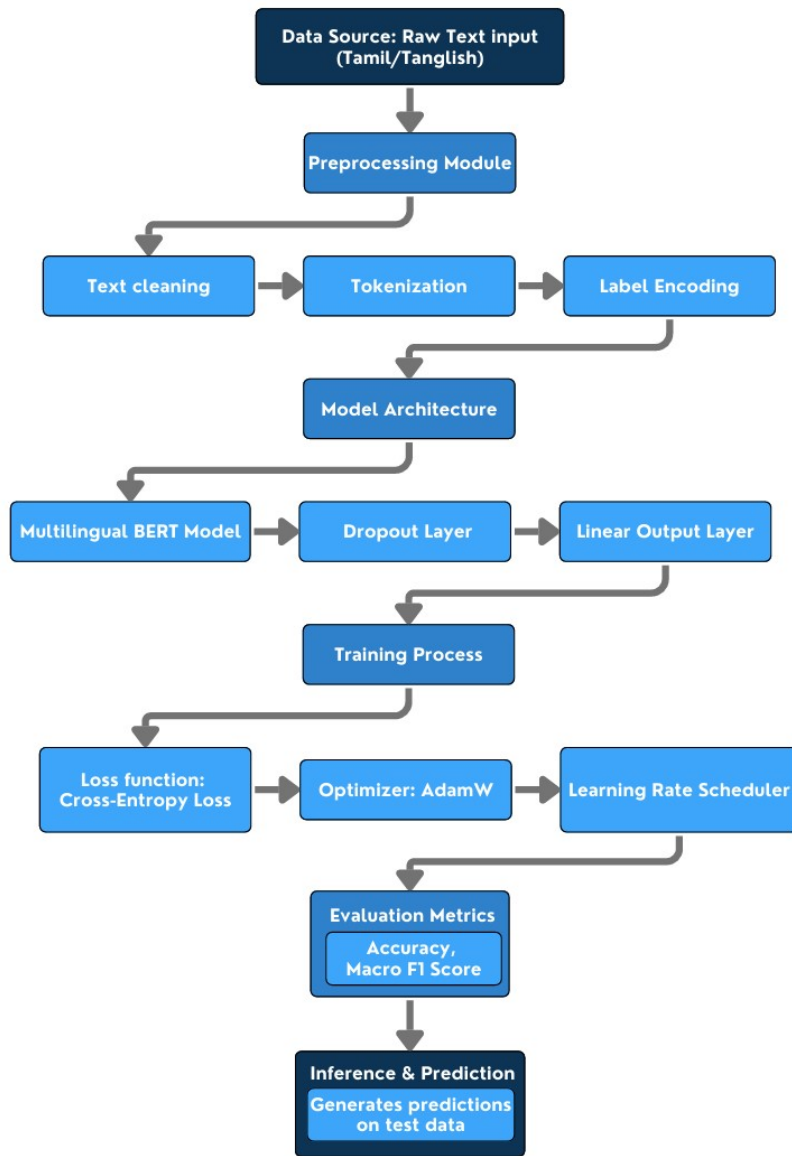 Data Source: Raw Text input
(Tamil/Tanglish)
Preprocessing Module
Text cleaning
Tokenization
Label Encoding
Model Architecture
Multilingual BERT Model
Dropout Layer
Linear Output Layer
Training Process
Loss function:
Cross-Entropy Loss
Optimizer: AdamW
Learning Rate Scheduler
Evaluation Metrics
Accuracy,
Macro F1 Score
Inference & Prediction
Generates predictions
on test data